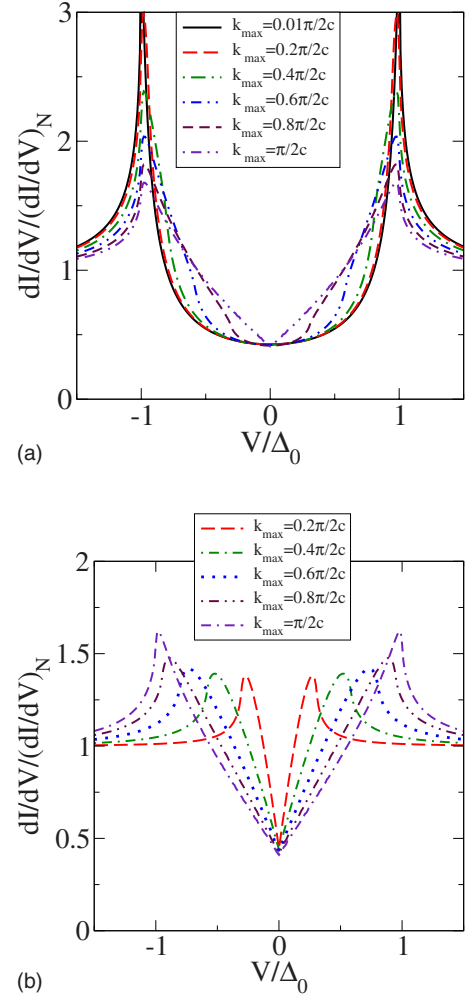 k_max=0.01π/2c
k_max=0.2π/2c
k_max=0.4π/2c
k_max=0.6π/2c
k_max=0.8π/2c
k_max=π/2c
dI/dV/(dI/dV)_N
3
2
1
0
-1
0
1
V/Δ_0
(a)
k_max=0.2π/2c
k_max=0.4π/2c
k_max=0.6π/2c
k_max=0.8π/2c
k_max=π/2c
dI/dV/(dI/dV)_N
2
1.5
1
0.5
0
-1
0
1
V/Δ_0
(b)